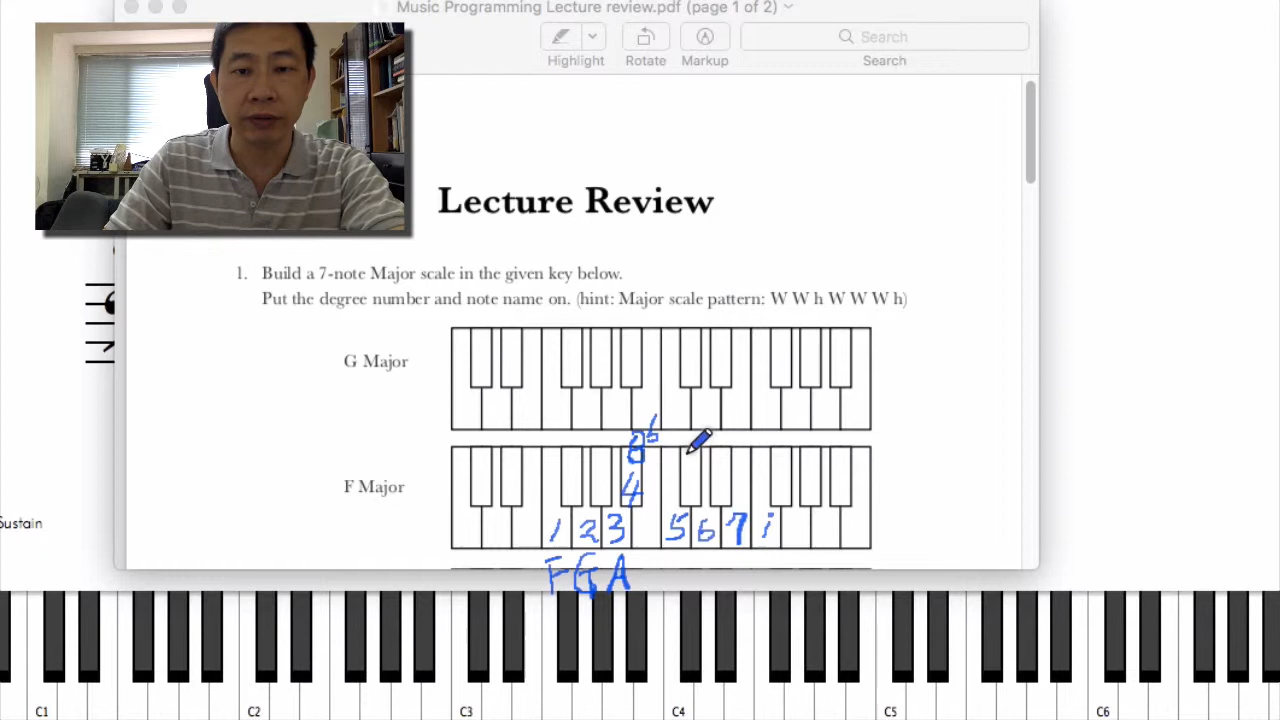 Music Programming Lecture review.pdf (page 1 of 2)
Search
Highlight Rotate Markup Search
Lecture Review
1. Build a 7-note Major scale in the given key below.
Put the degree number and note name on. (hint: Major scale pattern: W W h W W W h)
G Major
Bb
F Major
4
1 2 3 5 6 7 i
Sustain
F G A
C1 C2 C3 C4 C5 C6